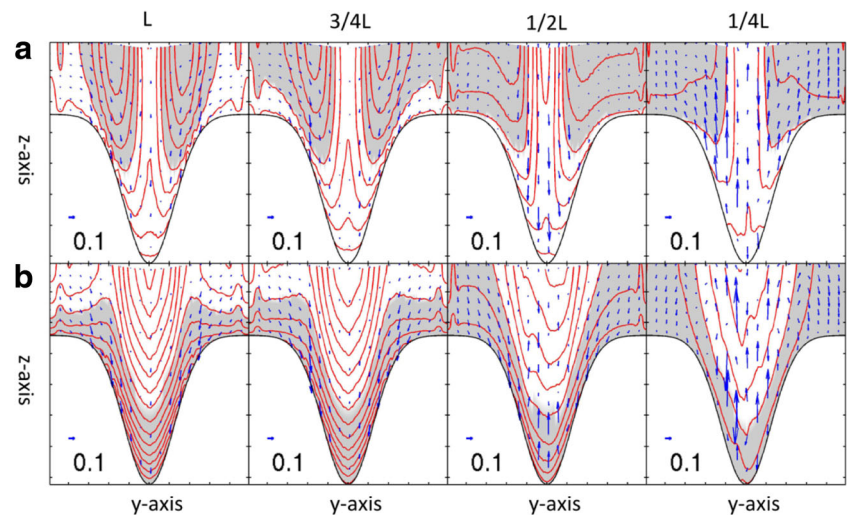 L 3/4L 1/2L 1/4L
a
z-axis
0.1 0.1 0.1 0.1
b
z-axis
0.1 0.1 0.1 0.1
y-axis y-axis y-axis y-axis